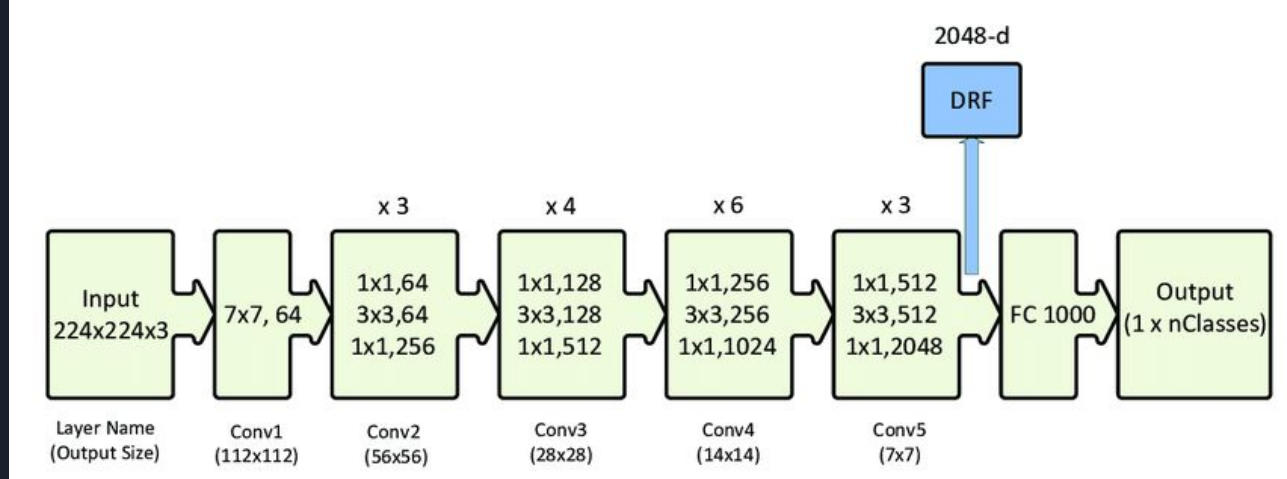 2048-d
DRF
x 3
x 4
x 6
x 3
Input
224x224x3
7x7, 64
1x1,64
3x3,64
1x1,256
1x1,128
3x3,128
1x1,512
1x1,256
3x3,256
1x1,1024
1x1,512
3x3,512
1x1,2048
FC 1000
Output
(1 x nClasses)
Layer Name
(Output Size)
Conv1
(112x112)
Conv2
(56x56)
Conv3
(28x28)
Conv4
(14x14)
Conv5
(7x7)